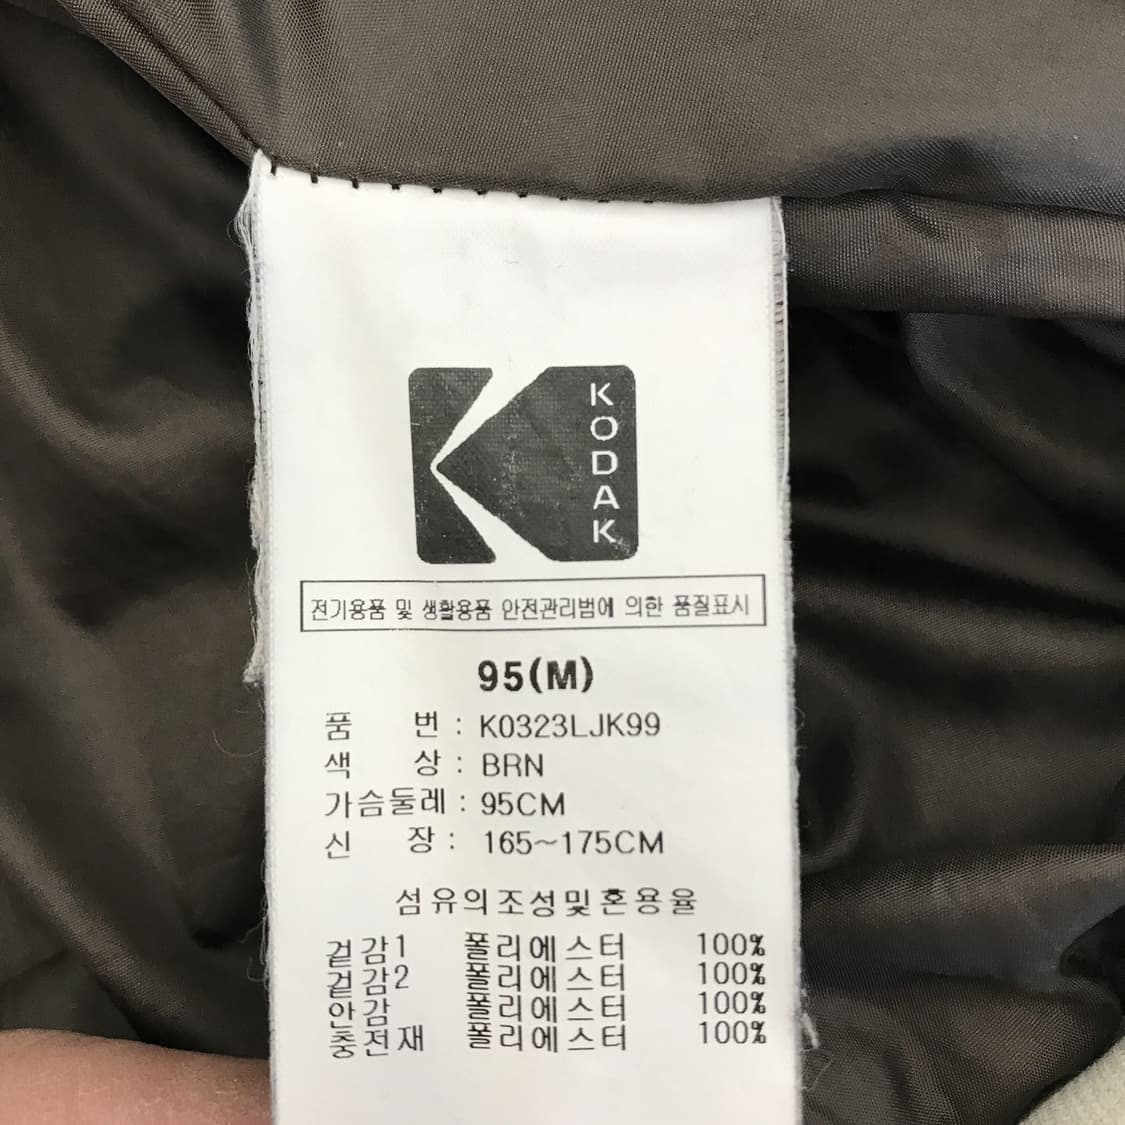 KODAK
전기용품 및 생활용품 안전관리법에 의한 품질표시
95(M)
품 번 : K0323LJK99
색 상 : BRN
가슴둘레 : 95CM
신 장 : 165~175CM
섬유의조성및혼용율
겉감1 폴리에스터 100%
겉감2 폴리에스터 100%
안감 폴리에스터 100%
충전재 폴리에스터 100%